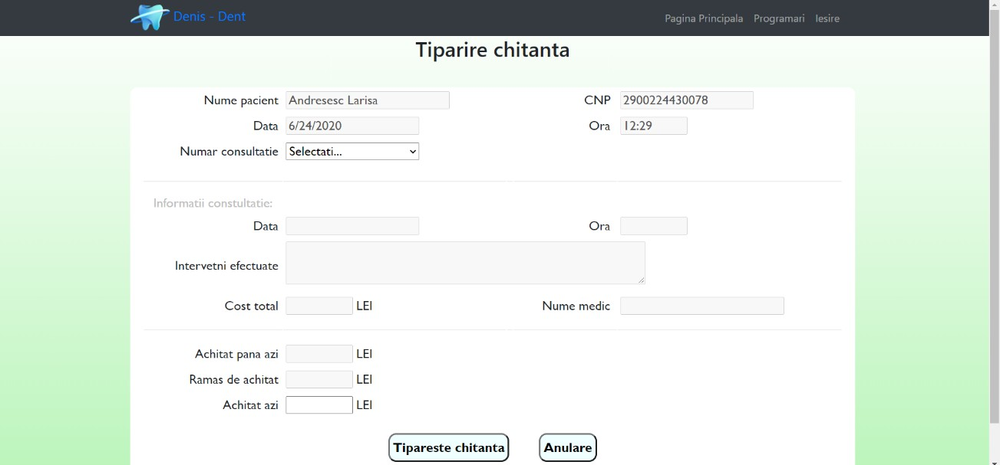 Denis - Dent Pagina Principala Programari Iesire
Tiparire chitanta
Nume pacient Andresesc Larisa CNP 2900224430078
Data 6/24/2020 Ora 12:29
Numar consultatie Selectati...
Informatii constultatie:
Data Ora
Intervetni efectuate
Cost total LEI Nume medic
Achitat pana azi LEI
Ramas de achitat LEI
Achitat azi LEI
Tipareste chitanta Anulare